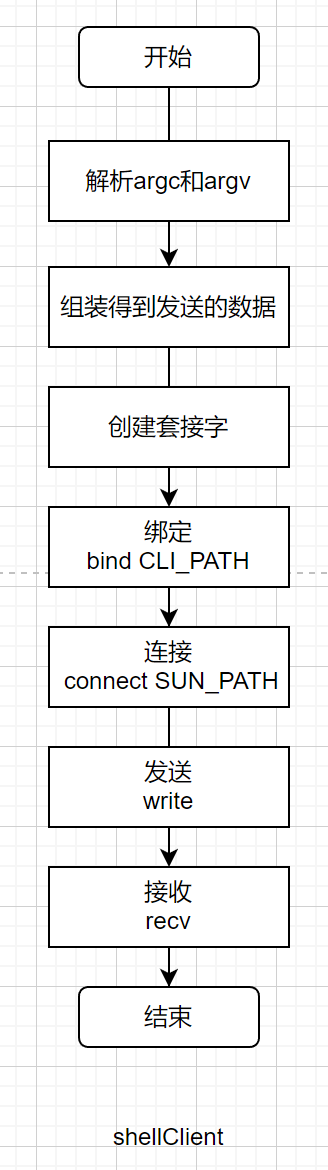 开始
解析argc和argv
组装得到发送的数据
创建套接字
绑定
bind CLI_PATH
连接
connect SUN_PATH
发送
write
接收
recv
结束
shellClient